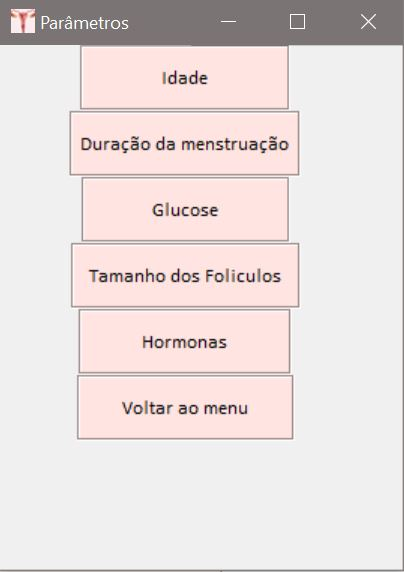 Parâmetros
Idade
Duração da menstruação
Glucose
Tamanho dos Foliculos
Hormonas
Voltar ao menu